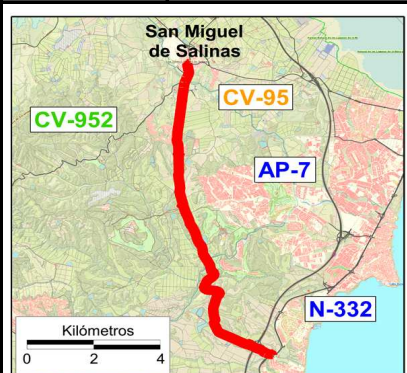 San Miguel
de Salinas
CV-95
CV-952
AP-7
N-332
Kilómetros
0 2 4